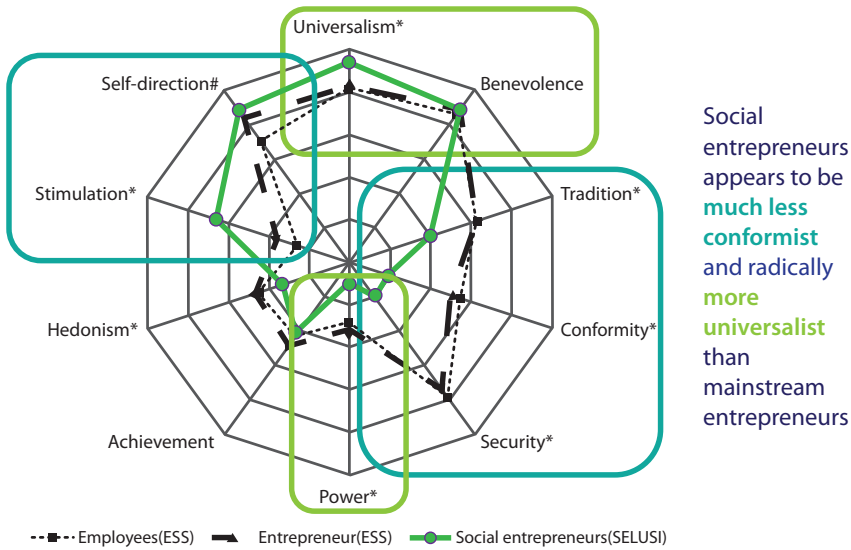 Universalism*
Self-direction#
Benevolence
Stimulation*
Tradition*
Hedonism*
Conformity*
Achievement
Security*
Power*
Social
entrepreneurs
appears to be
much less
conformist
and radically
more
universalist
than
mainstream
entrepreneurs
Employees(ESS)
Entrepreneur(ESS)
Social entrepreneurs(SELUSI)